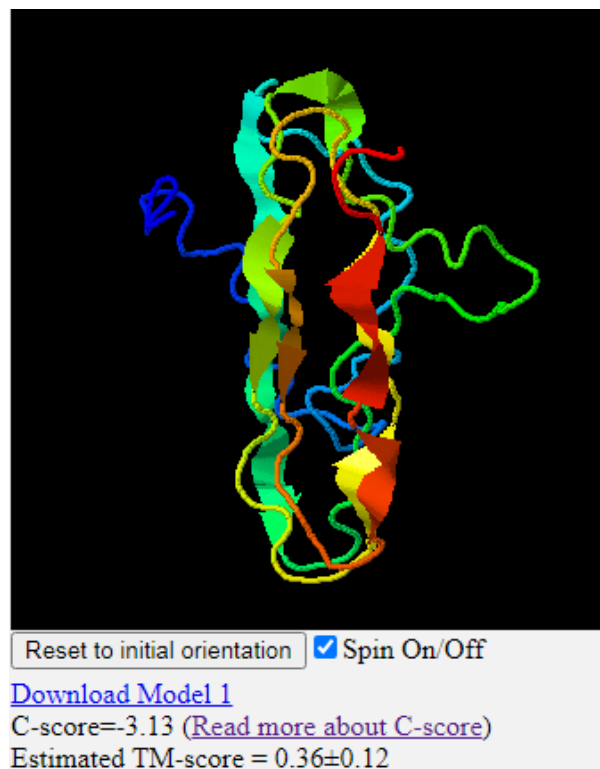 Reset to initial orientation Spin On/Off
Download Model 1
C-score=-3.13 (Read more about C-score)
Estimated TM-score = 0.36±0.12